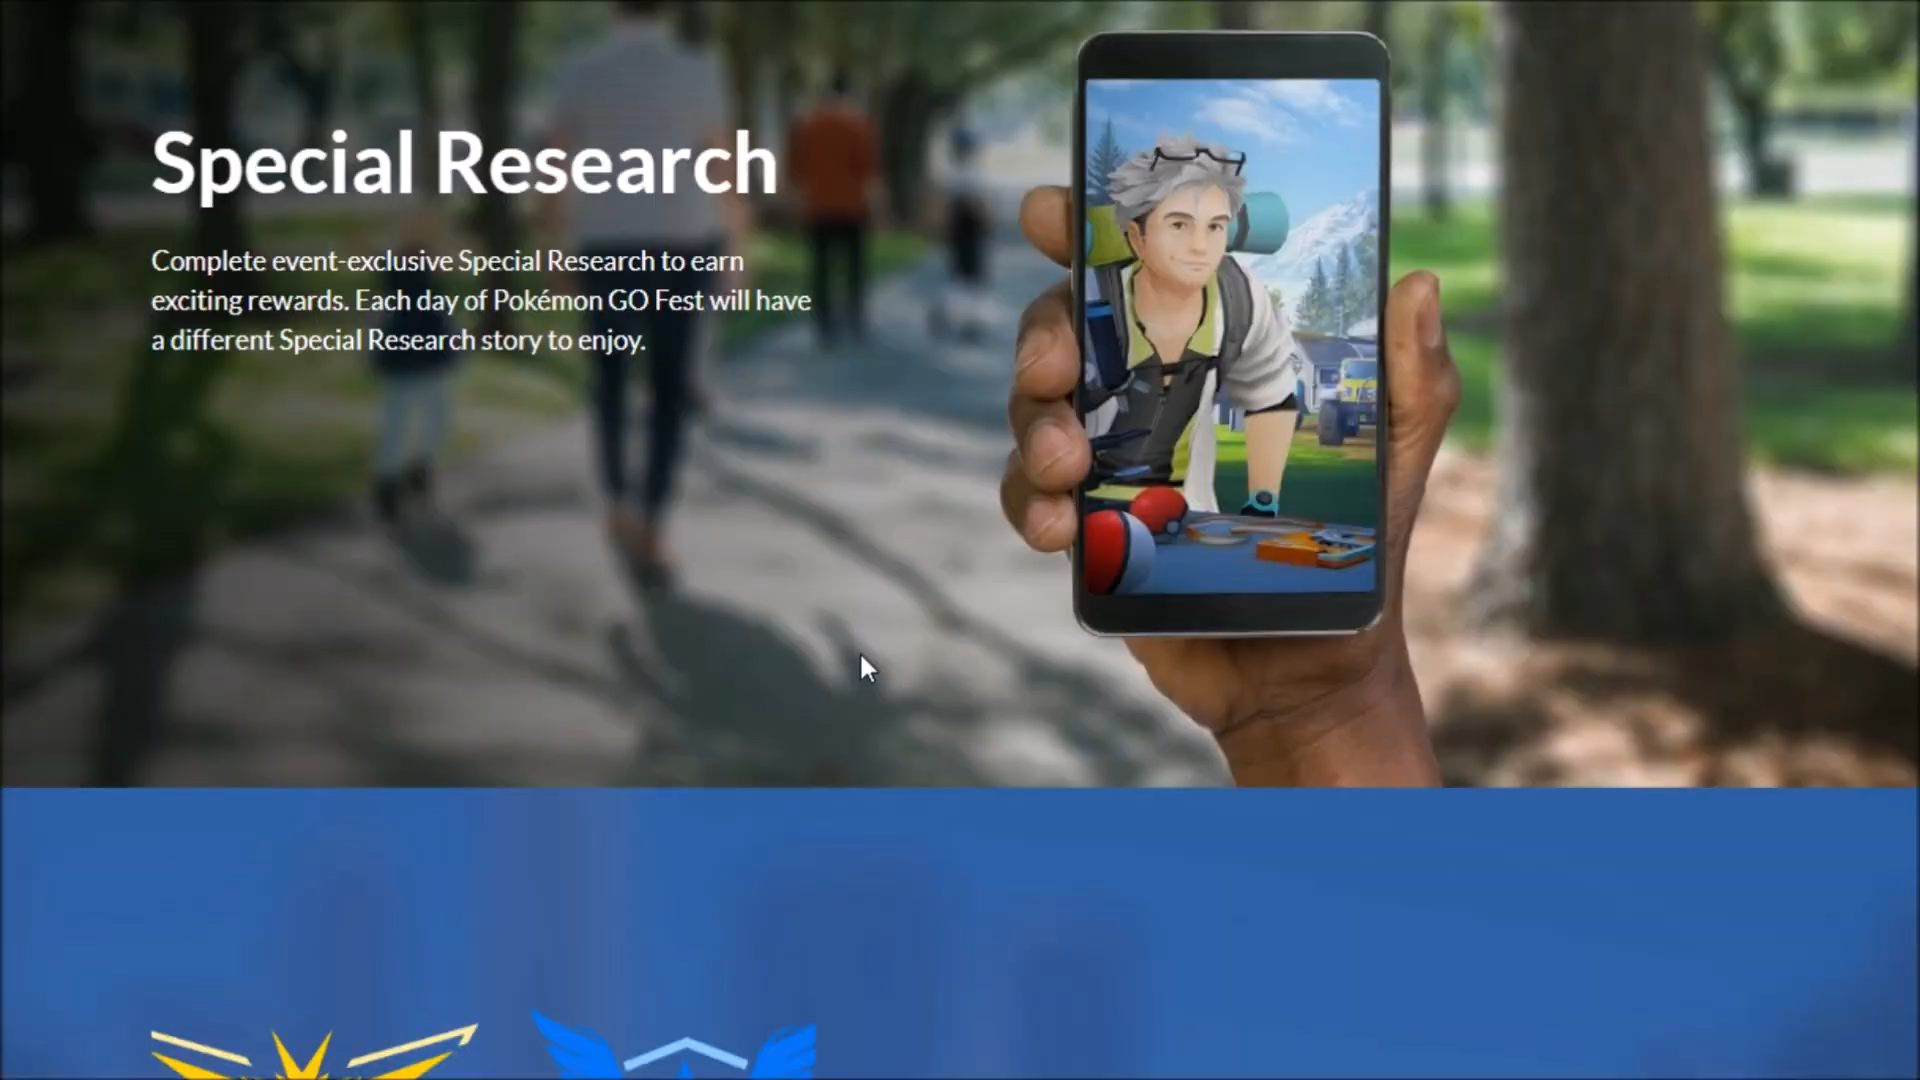 Special Research
Complete event-exclusive Special Research to earn
exciting rewards. Each day of Pokémon GO Fest will have
a different Special Research story to enjoy.